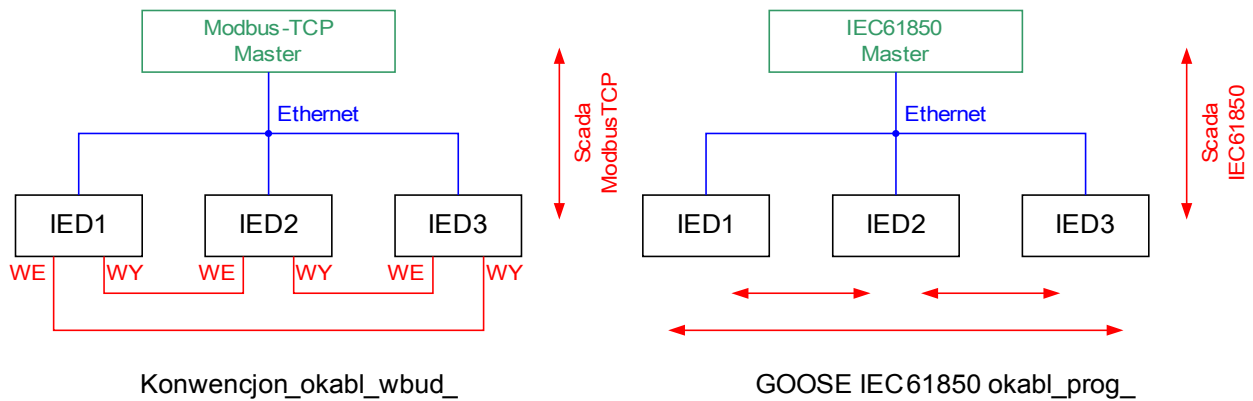 Modbus-TCP
Master
Ethernet
Scada
ModbusTCP
IED1
IED2
IED3
WE
WY
WE
WY
WE
WY
Konwencjon_okabl_wbud_
IEC61850
Master
Ethernet
Scada
IEC61850
IED1
IED2
IED3
GOOSE IEC61850 okabl_prog_